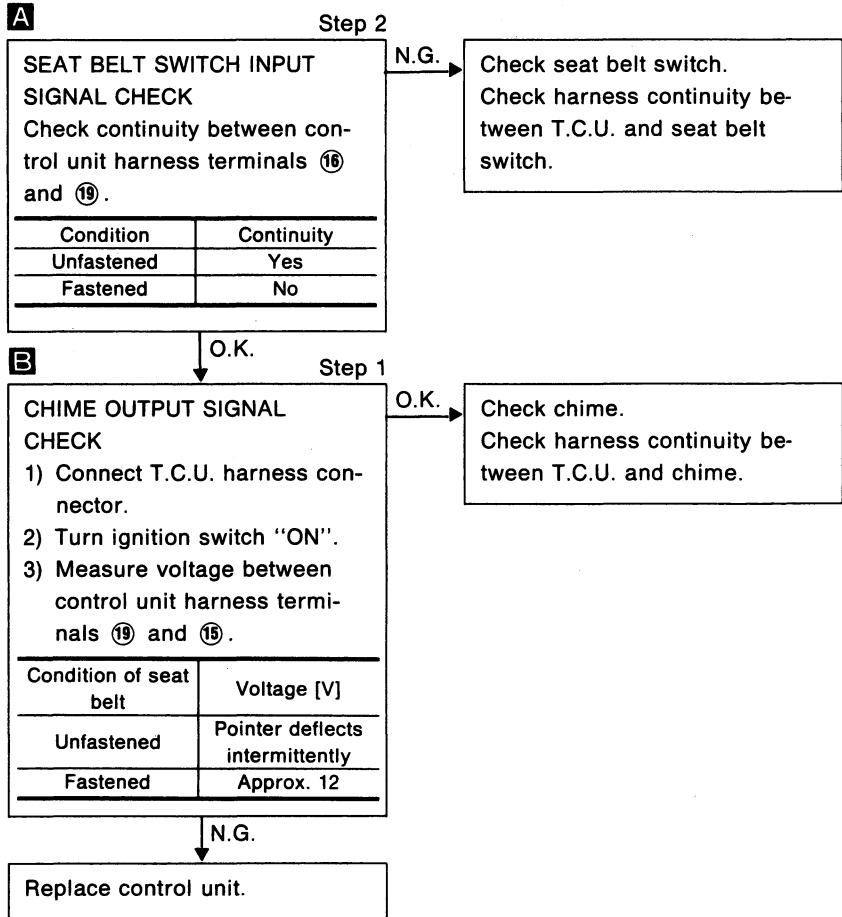 A
Step 2
SEAT BELT SWITCH INPUT
SIGNAL CHECK
Check continuity between con-
trol unit harness terminals ⑯
and ⑲.
Condition Continuity
Unfastened Yes
Fastened No
N.G.
Check seat belt switch.
Check harness continuity be-
tween T.C.U. and seat belt
switch.
O.K.
B
Step 1
CHIME OUTPUT SIGNAL
CHECK
1) Connect T.C.U. harness con-
nector.
2) Turn ignition switch "ON".
3) Measure voltage between
control unit harness termi-
nals ⑲ and ⑮.
Condition of seat
belt
Voltage [V]
Unfastened
Pointer deflects
intermittently
Fastened Approx. 12
O.K.
Check chime.
Check harness continuity be-
tween T.C.U. and chime.
N.G.
Replace control unit.